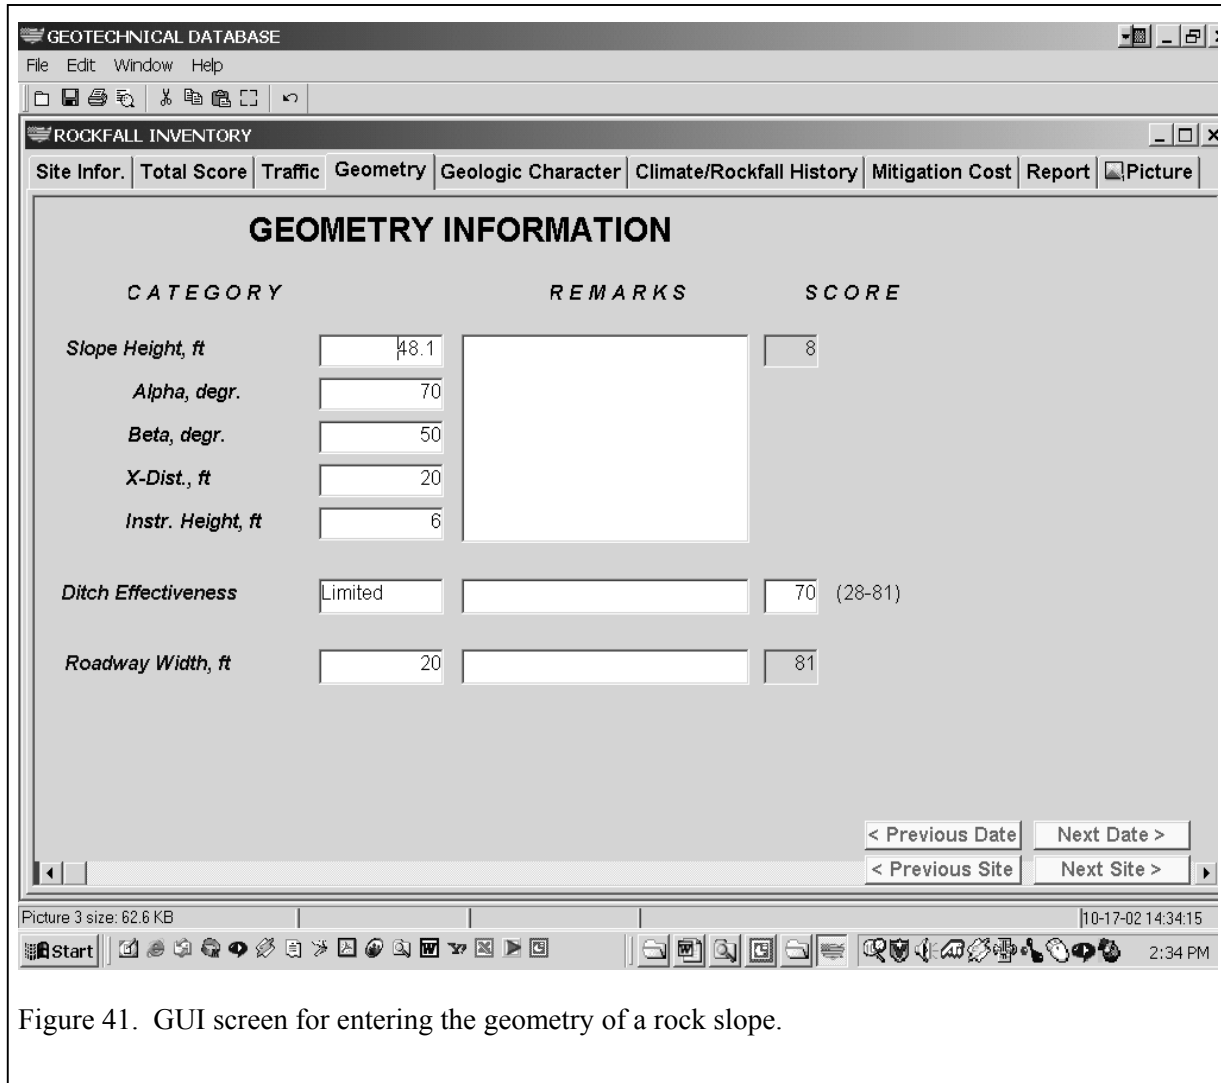 GEOTECHNICAL DATABASE
File Edit Window Help
ROCKFALL INVENTORY
Site Infor. Total Score Traffic Geometry Geologic Character Climate/Rockfall History Mitigation Cost Report Picture
GEOMETRY INFORMATION
CATEGORY REMARKS SCORE
Slope Height, ft 48.1 8
Alpha, degr. 70
Beta, degr. 50
X-Dist., ft 20
Instr. Height, ft 6
Ditch Effectiveness Limited 70 (28-81)
Roadway Width, ft 20 81
< Previous Date Next Date >
< Previous Site Next Site >
Picture 3 size: 62.6 KB 10-17-02 14:34:15
Start 2:34 PM
Figure 41. GUI screen for entering the geometry of a rock slope.